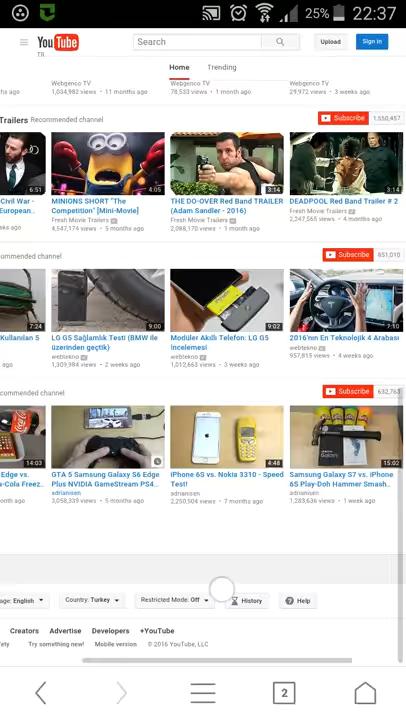 25% 22:37
YouTube TR
Search
Upload
Sign in
Home Trending
Webgenco TV
1,034,982 views • 11 months ago
Webgenco TV
78,533 views • 1 month ago
Webgenco TV
29,972 views • 3 weeks ago
Trailers Recommended channel
Subscribe 1,550,457
6:51
Civil War -
European..
ks ago
4:05
MINIONS SHORT "The
Competition" [Mini-Movie]
Fresh Movie Trailers
4,547,174 views • 5 months ago
3:14
THE DO-OVER Red Band TRAILER
(Adam Sandler - 2016)
Fresh Movie Trailers
2,088,170 views • 1 month ago
3:14
DEADPOOL Red Band Trailer # 2
Fresh Movie Trailers
2,247,565 views • 4 months ago
ommended channel
Subscribe 851,010
7:24
Kullanılan 5
9:00
LG G5 Sağlamlık Testi (BMW ile
üzerinden geçtik)
webtekno
1,309,984 views • 2 weeks ago
9:02
Modüler Akıllı Telefon: LG G5
İncelemesi
webtekno
1,012,663 views • 3 weeks ago
7:10
2016'nın En Teknolojik 4 Arabası
webtekno
957,815 views • 4 weeks ago
commended channel
Subscribe 632,763
14:03
Edge vs.
a-Cola Freez..
onth ago
GTA 5 Samsung Galaxy S6 Edge
Plus NVIDIA GameStream PS4..
adrianisen
3,058,339 views • 5 months ago
4:48
iPhone 6S vs. Nokia 3310 - Speed
Test!
adrianisen
2,250,504 views • 7 months ago
15:02
Samsung Galaxy S7 vs. iPhone
6S Play-Doh Hammer Smash..
adrianisen
1,283,636 views • 1 week ago
age: English
Country: Turkey
Restricted Mode: Off
History
Help
Creators Advertise Developers +YouTube
fety Try something new! Mobile version © 2016 YouTube, LLC
2